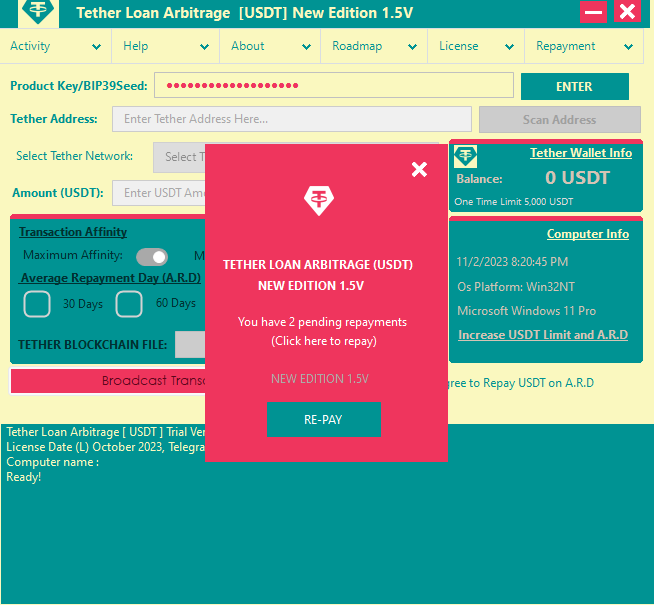 Tether Loan Arbitrage [USDT] New Edition 1.5V
Activity
Help
About
Roadmap
License
Repayment
Product Key/BIP39Seed:
ENTER
Tether Address:
Enter Tether Address Here...
Scan Address
Select Tether Network:
Select T
Amount (USDT):
Enter USDT Am
Tether Wallet Info
Balance:
0 USDT
One Time Limit 5,000 USDT
Transaction Affinity
Maximum Affinity:
M
Average Repayment Day (A.R.D)
30 Days
60 Days
TETHER BLOCKCHAIN FILE:
Broadcast Transa
Computer Info
11/2/2023 8:20:45 PM
Os Platform: Win32NT
Microsoft Windows 11 Pro
Increase USDT Limit and A.R.D
gree to Repay USDT on A.R.D
TETHER LOAN ARBITRAGE (USDT)
NEW EDITION 1.5V
You have 2 pending repayments
(Click here to repay)
NEW EDITION 1.5V
RE-PAY
Tether Loan Arbitrage [ USDT ] Trial Ver
License Date (L) October 2023, Telegra
Computer name :
Ready!